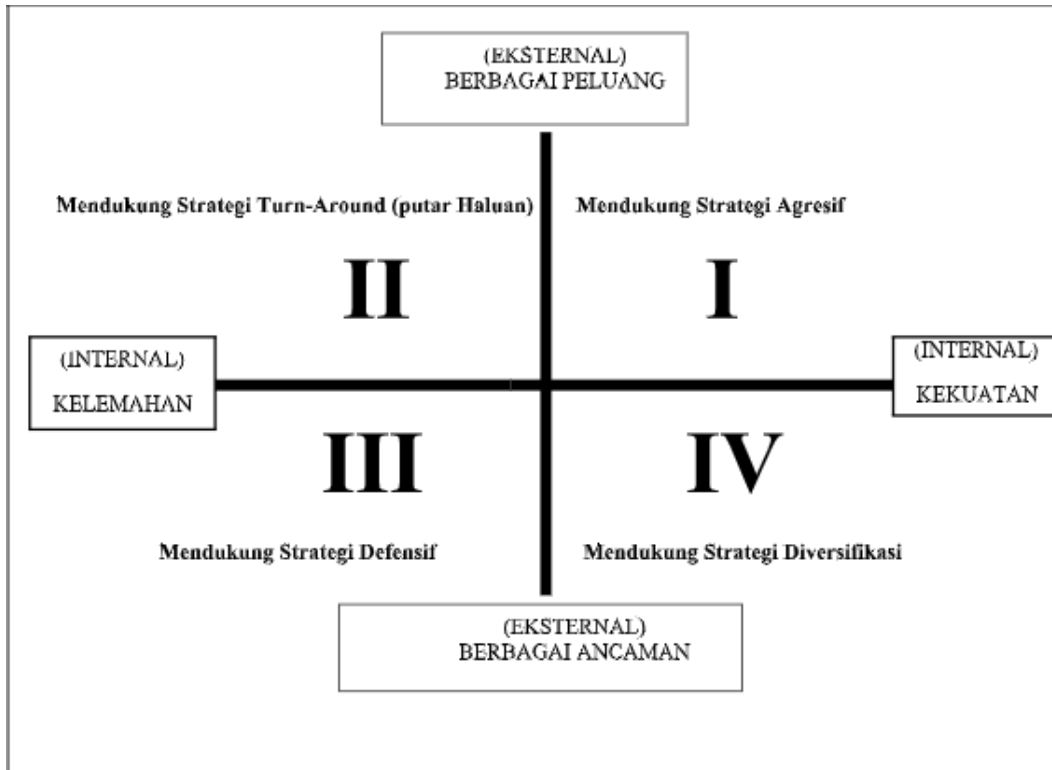 (EKSTERNAL)
BERBAGAI PELUANG
Mendukung Strategi Turn-Around (putar Haluan)
Mendukung Strategi Agresif
II
I
(INTERNAL)
KELEMAHAN
(INTERNAL)
KEKUATAN
III
IV
Mendukung Strategi Defensif
Mendukung Strategi Diversifikasi
(EKSTERNAL)
BERBAGAI ANCAMAN